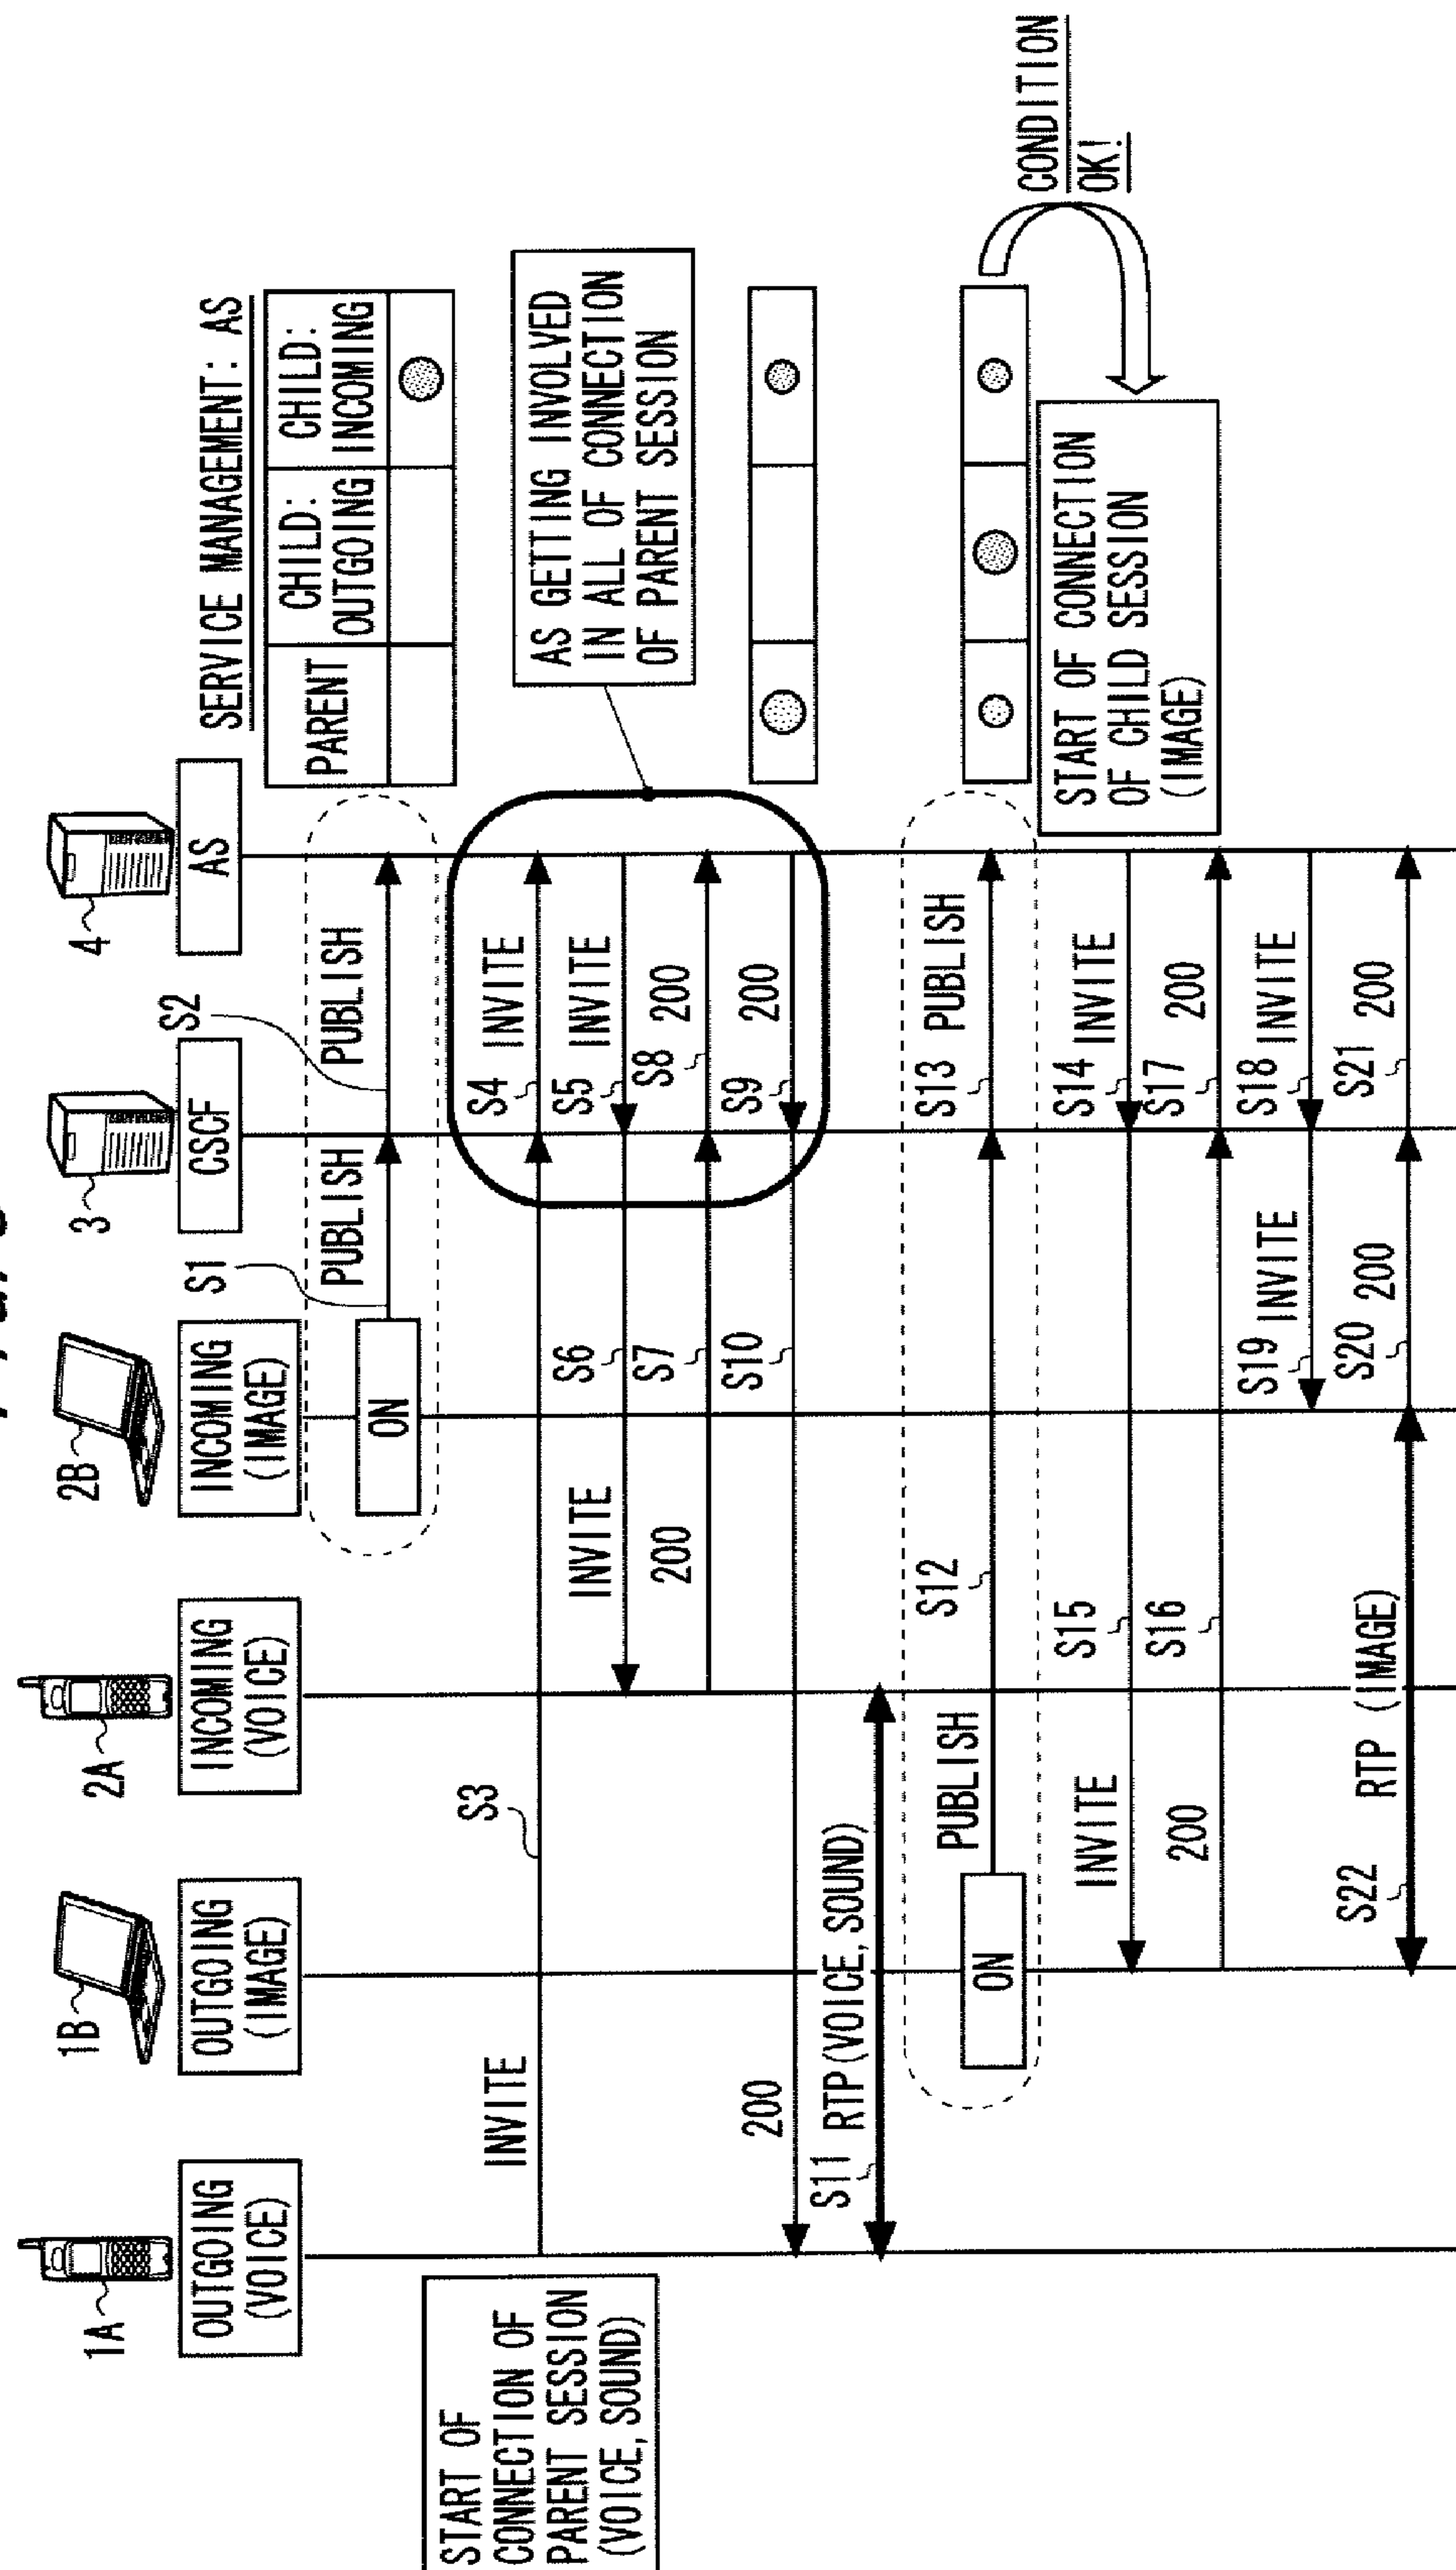 1A
OUTGOING
(VOICE)
1B
OUTGOING
(IMAGE)
2A
INCOMING
(VOICE)
2B
INCOMING
(IMAGE)
3
CSCF
4
AS
SERVICE MANAGEMENT: AS
PARENT
CHILD:
OUTGOING
CHILD:
INCOMING
ON
S1
PUBLISH
S2
PUBLISH
START OF
CONNECTION OF
PARENT SESSION
(VOICE, SOUND)
INVITE
S3
S4
INVITE
AS GETTING INVOLVED
IN ALL OF CONNECTION
OF PARENT SESSION
INVITE
S6
S5
INVITE
200
S7
S8
200
200
S10
S9
200
S11
RTP(VOICE, SOUND)
ON
PUBLISH
S12
S13
PUBLISH
CONDITION
OK!
START OF CONNECTION
OF CHILD SESSION
(IMAGE)
INVITE
S15
S14
INVITE
200
S16
S17
200
S19
INVITE
S18
INVITE
S22
RTP (IMAGE)
S20
200
S21
200